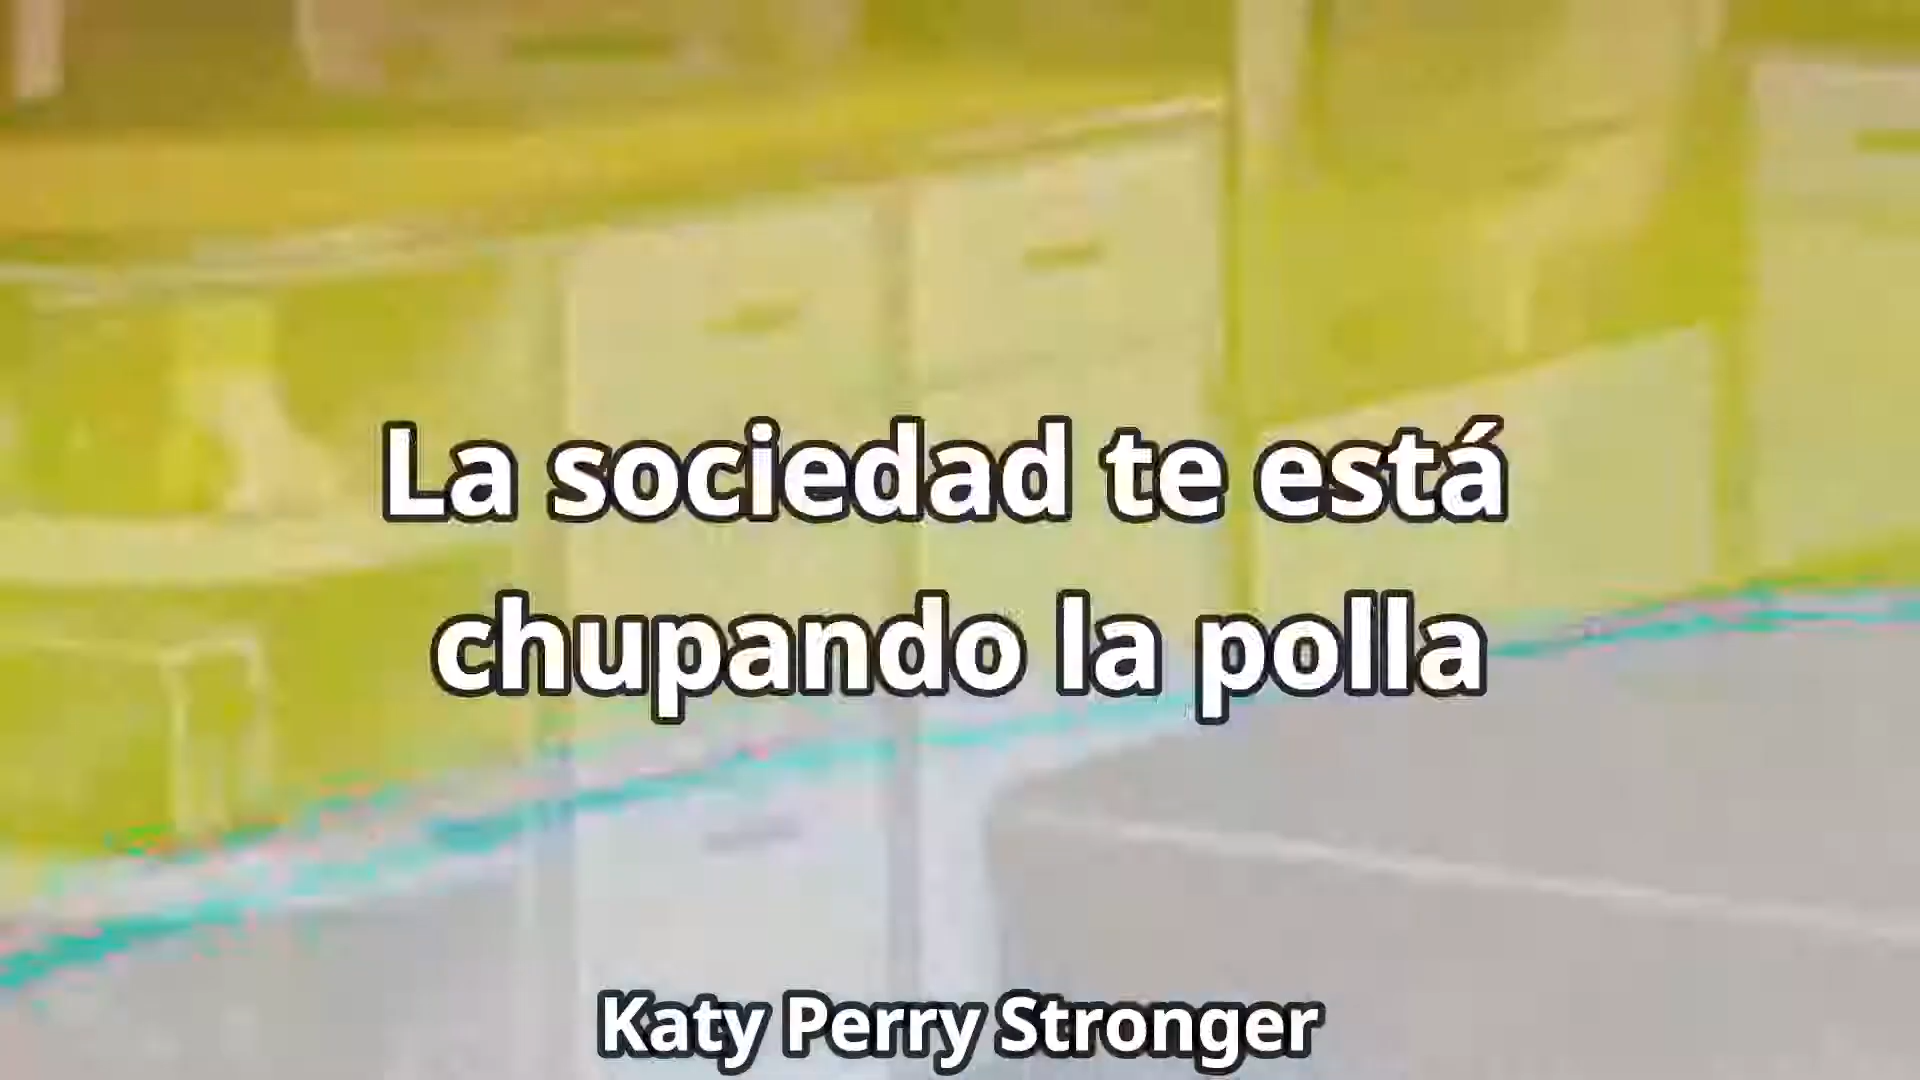 La sociedad te está
chupando la polla
Katy Perry Stronger